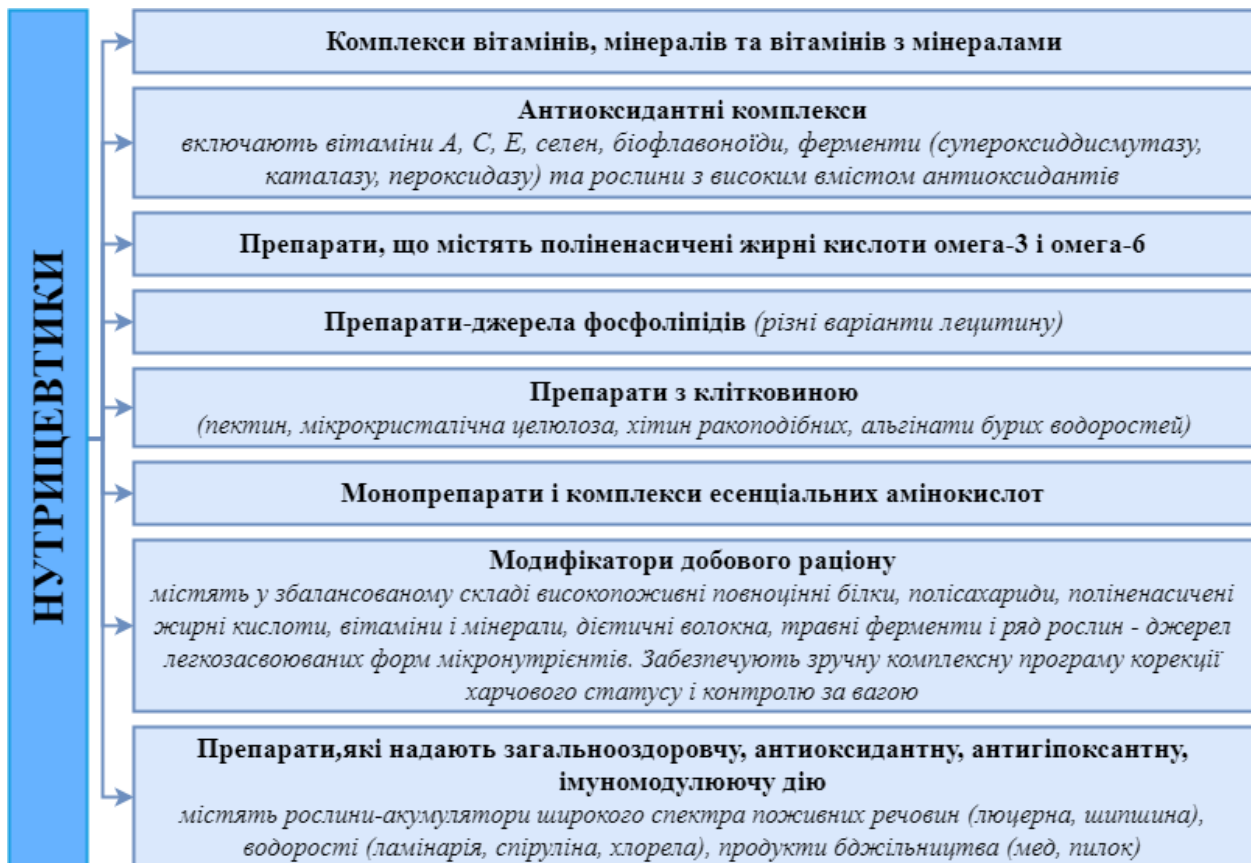 НУТРИЦЕВТИКИ
Комплекси вітамінів, мінералів та вітамінів з мінералами
Антиоксидантні комплекси
включають вітаміни А, С, Е, селен, біофлавоноїди, ферменти (супероксиддисмутазу,
каталазу, пероксидазу) та рослини з високим вмістом антиоксидантів
Препарати, що містять поліненасичені жирні кислоти омега-3 і омега-6
Препарати-джерела фосфоліпідів (різні варіанти лецитину)
Препарати з клітковиною
(пектин, мікрокристалічна целюлоза, хітин ракоподібних, альгінати бурих водоростей)
Монопрепарати і комплекси есенціальних амінокислот
Модифікатори добового раціону
містять у збалансованому складі високопоживні повноцінні білки, полісахариди, поліненасичені
жирні кислоти, вітаміни і мінерали, дієтичні волокна, травні ферменти і ряд рослин - джерел
легкозасвоюваних форм мікронутрієнтів. Забезпечують зручну комплексну програму корекції
харчового статусу і контролю за вагою
Препарати,які надають загальнооздоровчу, антиоксидантну, антигіпоксантну,
імуномодулюючу дію
містять рослини-акумулятори широкого спектра поживних речовин (люцерна, шипшина),
водорості (ламінарія, спіруліна, хлорела), продукти бджільництва (мед, пилок)